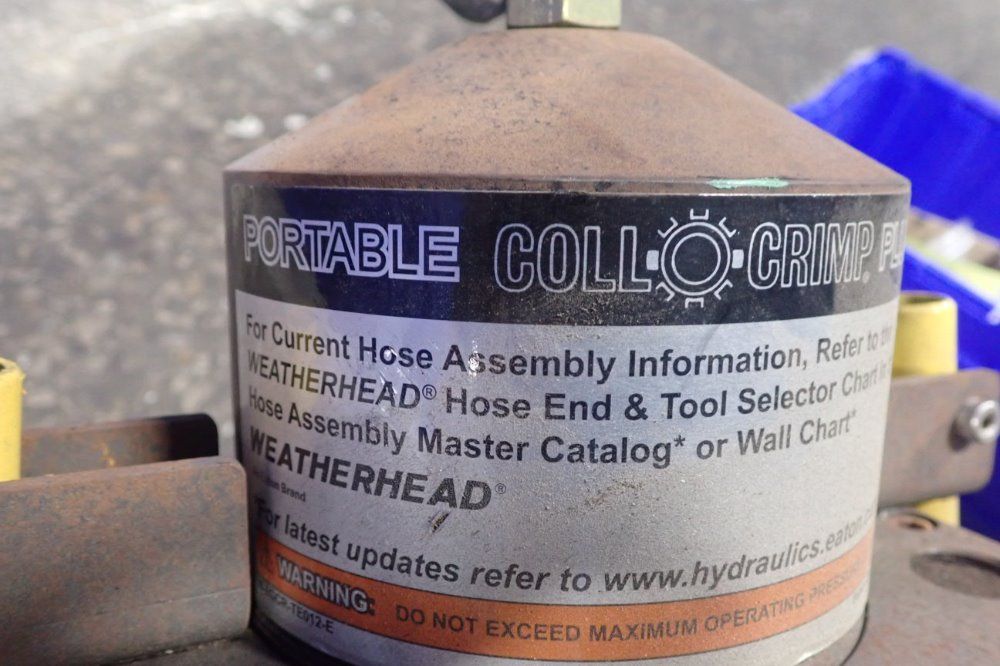 PORTABLE COLL-O-CRIMP
For Current Hose Assembly Information, Refer to
WEATHERHEAD® Hose End & Tool Selector Chart
Hose Assembly Master Catalog* or Wall Chart*
WEATHERHEAD®
Brand
*For latest updates refer to www.hydraulics.eaton
WARNING: DO NOT EXCEED MAXIMUM OPERATING
TE012-E